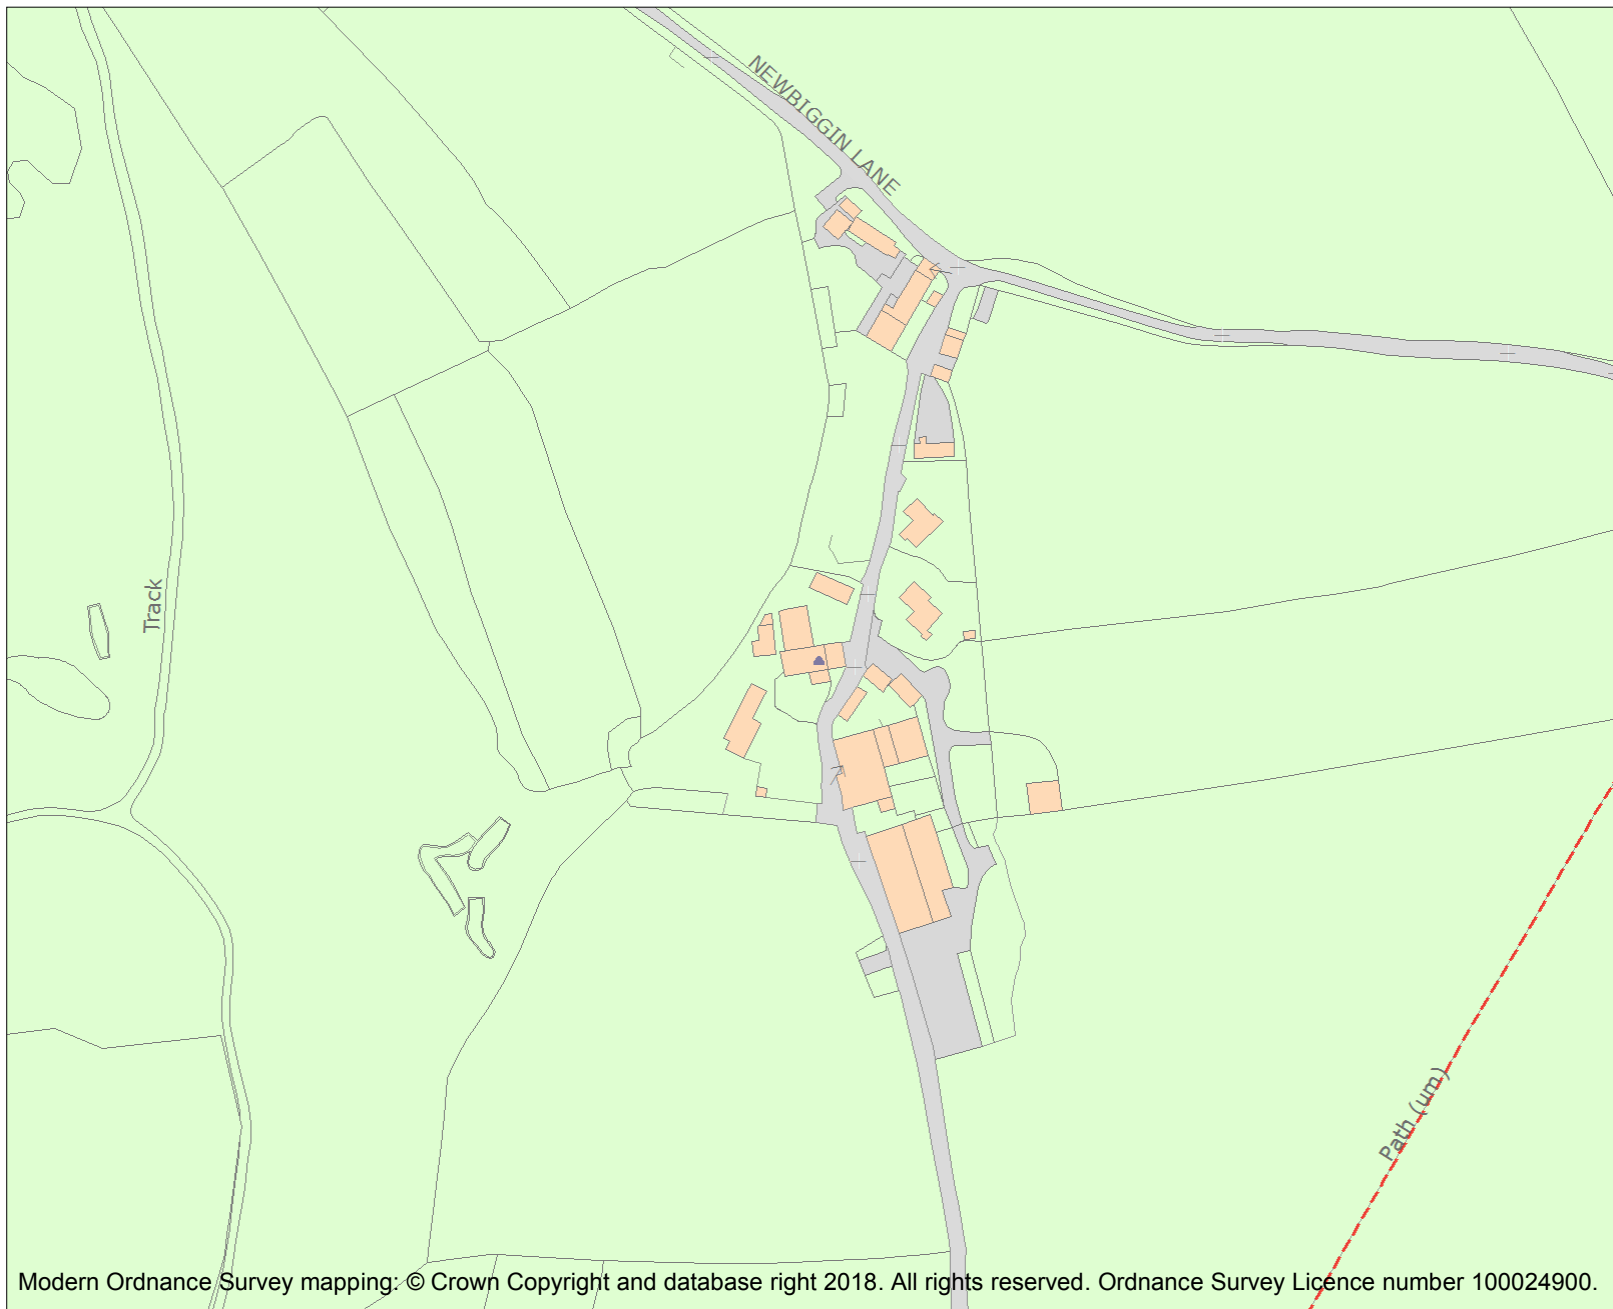 NEWBIGGIN LANE
Track
Path (um)
Modern Ordnance Survey mapping: © Crown Copyright and database right 2018. All rights reserved. Ordnance Survey Licence number 100024900.